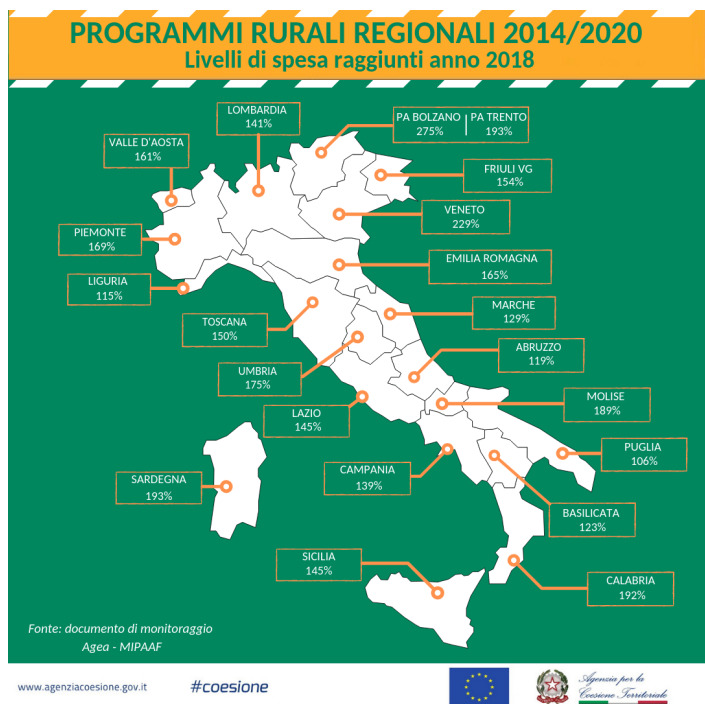 PROGRAMMI RURALI REGIONALI 2014/2020
Livelli di spesa raggiunti anno 2018
LOMBARDIA
141%
PA BOLZANO
275%
PA TRENTO
193%
VALLE D'AOSTA
161%
FRIULI VG
154%
VENETO
229%
PIEMONTE
169%
EMILIA ROMAGNA
165%
LIGURIA
115%
MARCHE
129%
TOSCANA
150%
ABRUZZO
119%
UMBRIA
175%
MOLISE
189%
LAZIO
145%
PUGLIA
106%
CAMPANIA
139%
SARDEGNA
193%
BASILICATA
123%
SICILIA
145%
CALABRIA
192%
Fonte: documento di monitoraggio
Agea - MIPAAF
www.agenziacoesione.gov.it
#coesione
Agenzia per la
Coesione Territoriale